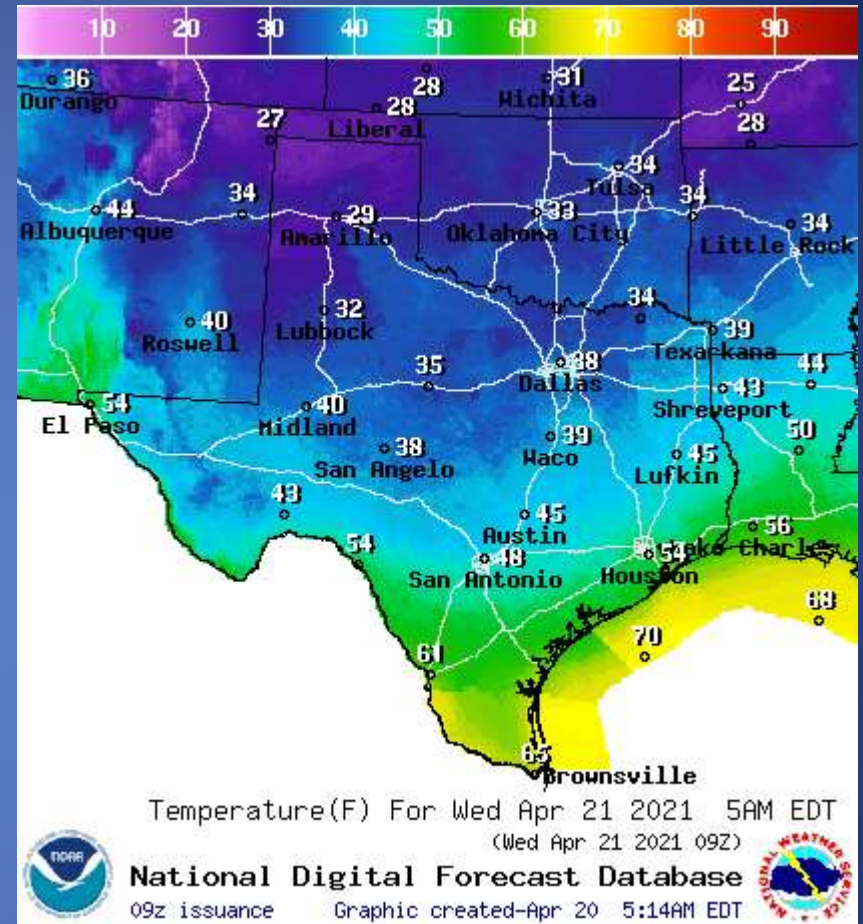 10 20 30 40 50 60 70 80 90
36
Durango
28
28
Liberal
31
Wichita
25
28
27
34
Tulsa
44
Albuquerque
34
29
Amarillo
33
Oklahoma City
34
34
Little Rock
40
Roswell
32
Lubbock
34
39
Texarkana
35
38
Dallas
43
Shreveport
44
54
El Paso
40
Midland
38
San Angelo
39
Waco
45
Lufkin
50
43
45
Austin
56
Lake Charles
54
48
San Antonio
54
Houston
61
70
68
65
Brownsville
Temperature(F) For Wed Apr 21 2021 5AM EDT
(Wed Apr 21 2021 09Z)
NOAA
National Digital Forecast Database
09z issuance Graphic created-Apr 20 5:14AM EDT
NATIONAL WEATHER SERVICE